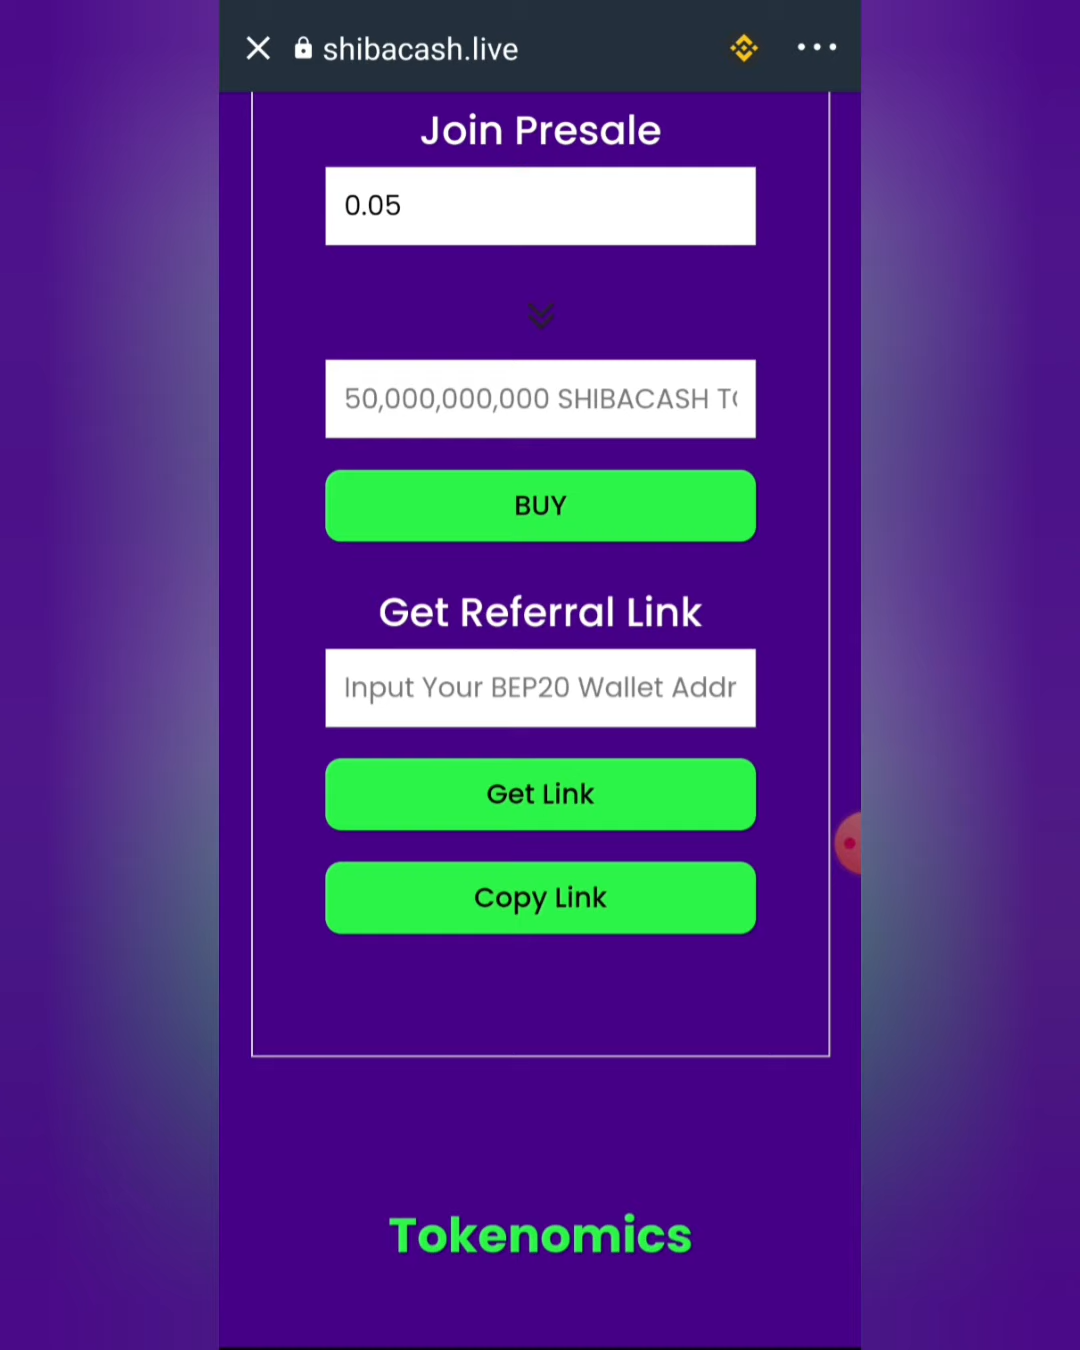 shibacash.live
Join Presale
0.05
50,000,000,000 SHIBACASH
BUY
Get Referral Link
Input Your BEP20 Wallet Addr
Get Link
Copy Link
Tokenomics